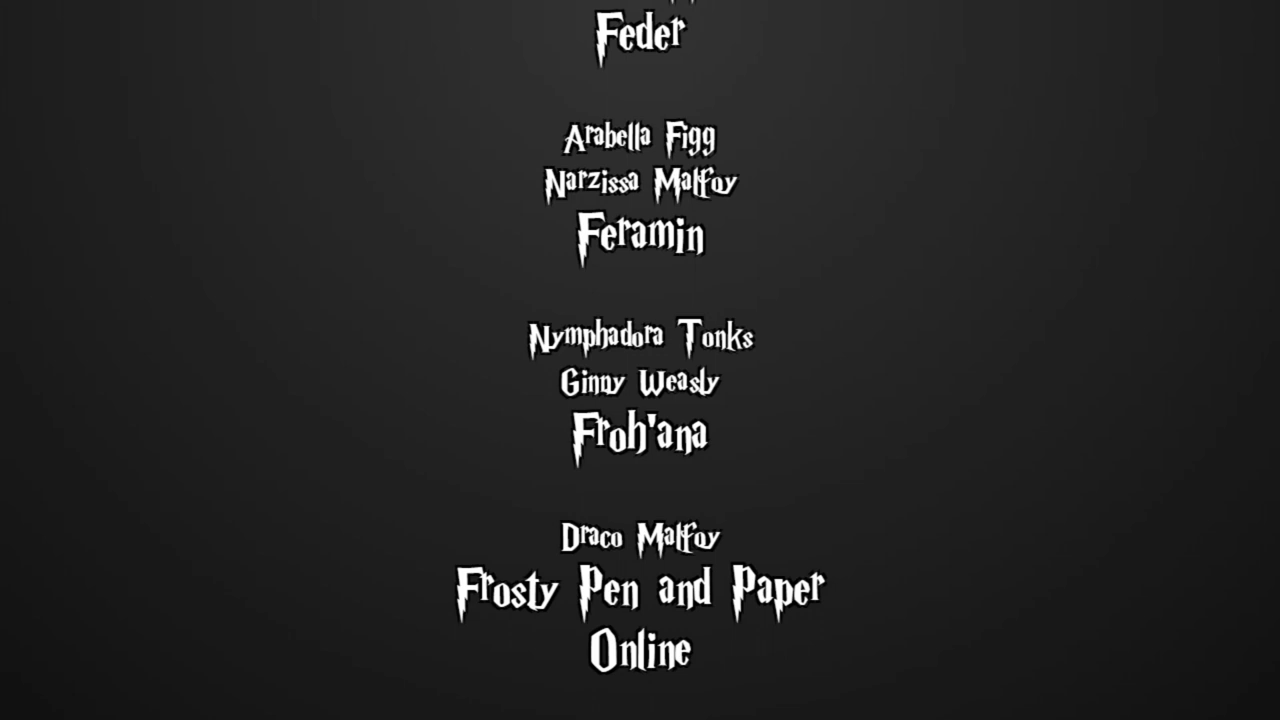 Feder
Arabella Figg
Narzissa Malfoy
Feramin
Nymphadora Tonks
Ginny Weasly
Froh'ana
Draco Malfoy
Frosty Pen and Paper
Online